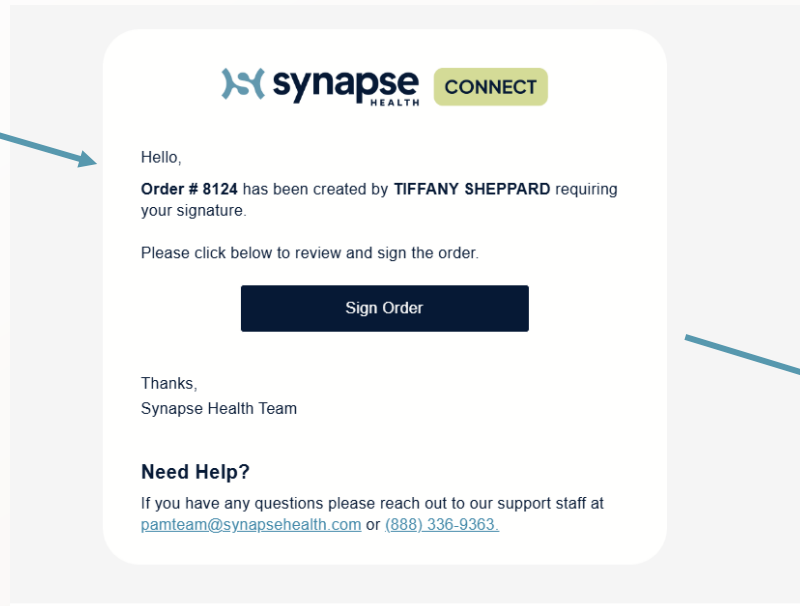 synapse HEALTH CONNECT
Hello,
Order # 8124 has been created by TIFFANY SHEPPARD requiring
your signature.
Please click below to review and sign the order.
Sign Order
Thanks,
Synapse Health Team
Need Help?
If you have any questions please reach out to our support staff at
pamteam@synapsehealth.com or (888) 336-9363.